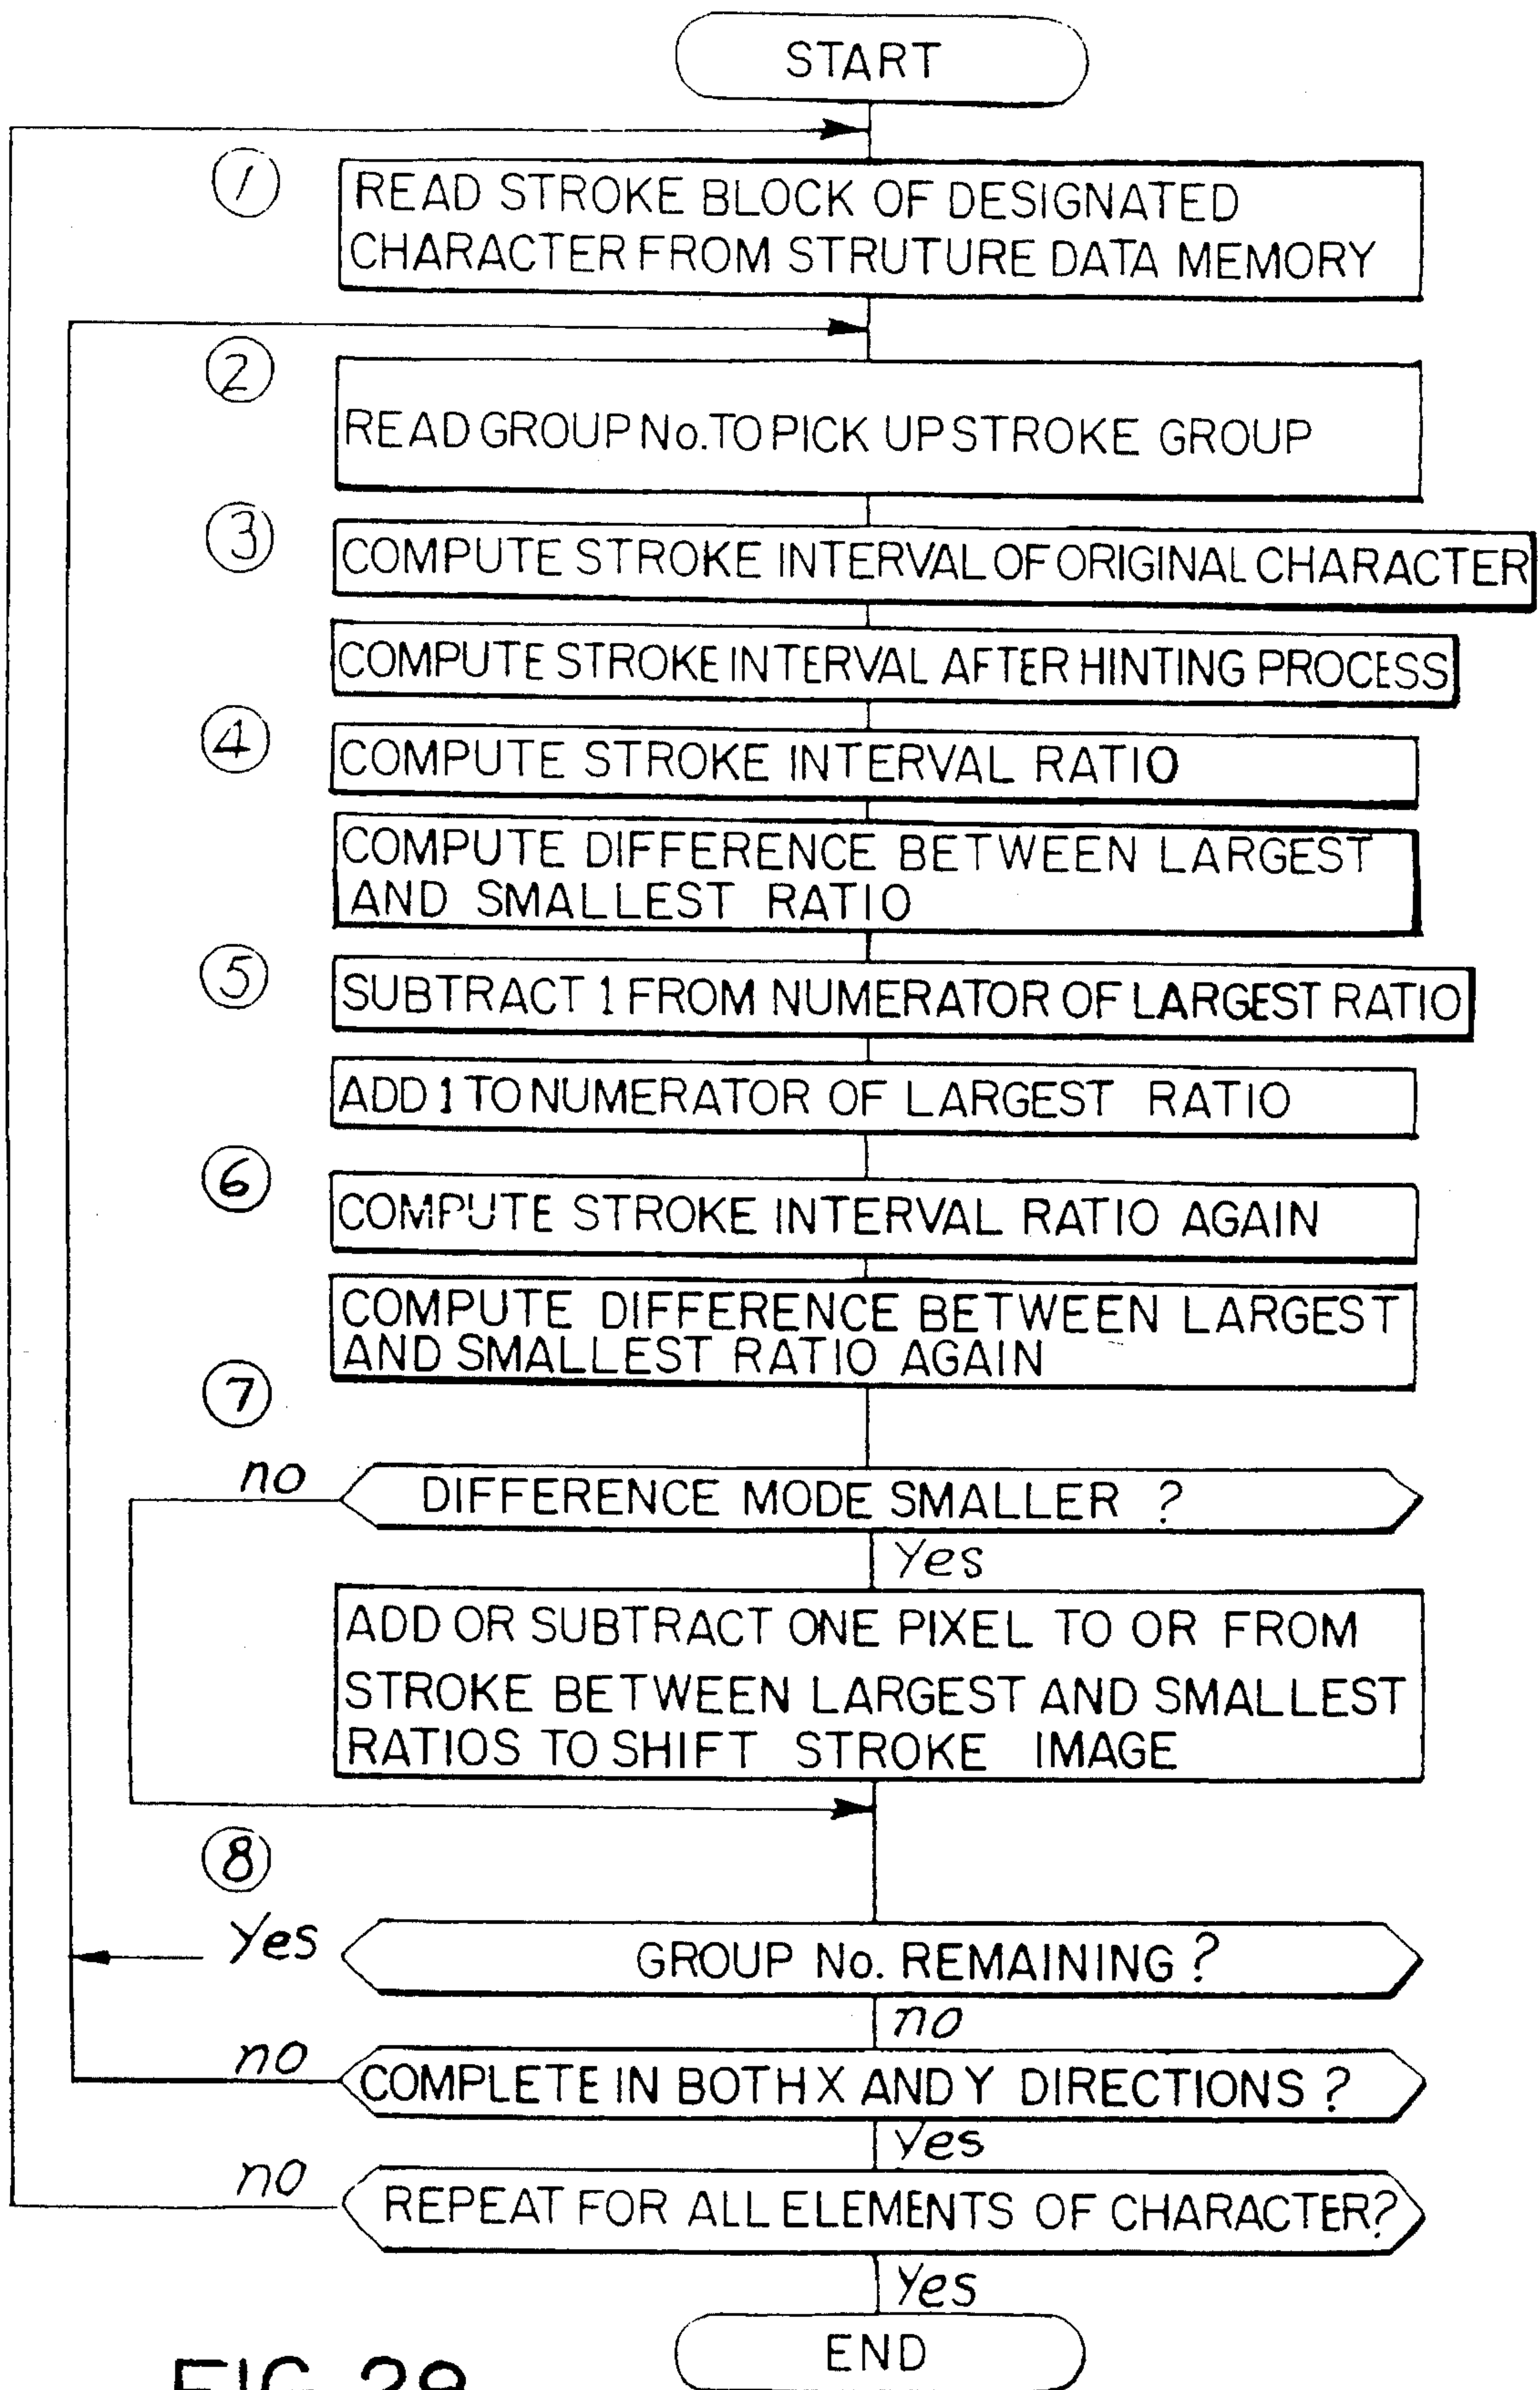 START
①
READ STROKE BLOCK OF DESIGNATED
CHARACTER FROM STRUTURE DATA MEMORY
②
READ GROUP No. TO PICK UP STROKE GROUP
③
COMPUTE STROKE INTERVAL OF ORIGINAL CHARACTER
COMPUTE STROKE INTERVAL AFTER HINTING PROCESS
④
COMPUTE STROKE INTERVAL RATIO
COMPUTE DIFFERENCE BETWEEN LARGEST
AND SMALLEST RATIO
⑤
SUBTRACT 1 FROM NUMERATOR OF LARGEST RATIO
ADD 1 TO NUMERATOR OF LARGEST RATIO
⑥
COMPUTE STROKE INTERVAL RATIO AGAIN
COMPUTE DIFFERENCE BETWEEN LARGEST
AND SMALLEST RATIO AGAIN
⑦
no
DIFFERENCE MODE SMALLER ?
Yes
ADD OR SUBTRACT ONE PIXEL TO OR FROM
STROKE BETWEEN LARGEST AND SMALLEST
RATIOS TO SHIFT STROKE IMAGE
⑧
Yes
GROUP No. REMAINING ?
no
no
COMPLETE IN BOTH X AND Y DIRECTIONS ?
Yes
no
REPEAT FOR ALL ELEMENTS OF CHARACTER?
Yes
END